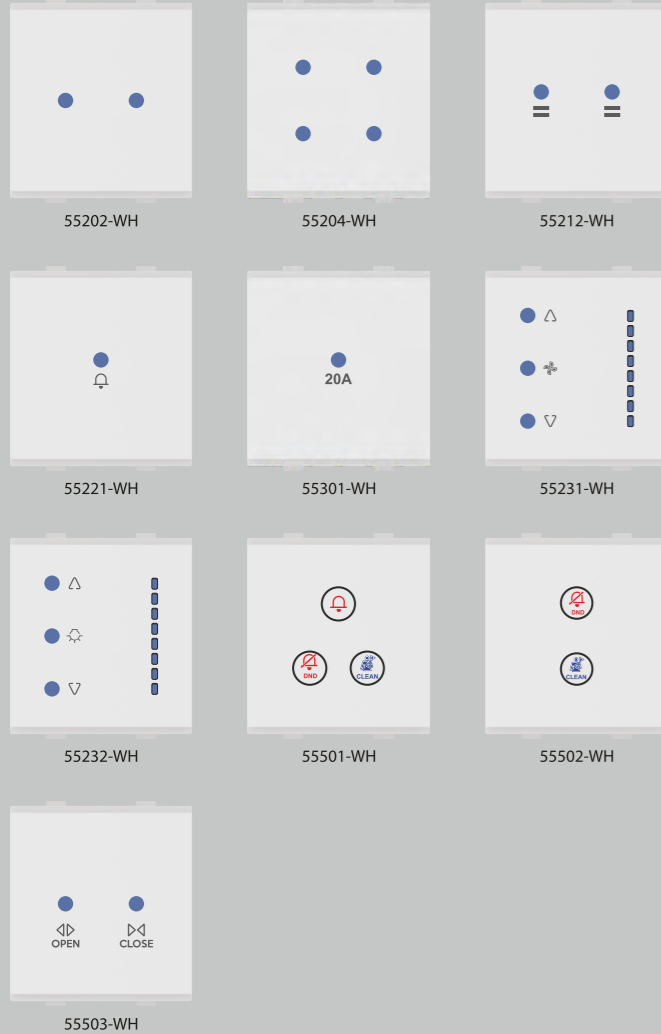 55202-WH
55204-WH
55212-WH
20A
55221-WH
55301-WH
55231-WH
DND
CLEAN
DND
CLEAN
55232-WH
55501-WH
55502-WH
OPEN
CLOSE
55503-WH